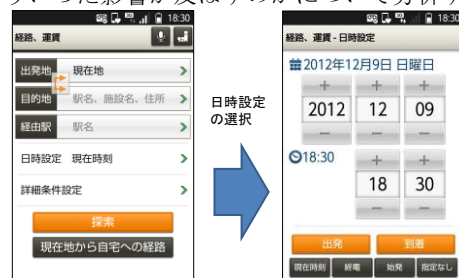 18:30
経路、運賃
出発地 現在地
目的地 駅名、施設名、住所
経由駅 駅名
日時設定 現在時刻
詳細条件設定
探索
現在地から自宅への経路
日時設定
の選択
18:30
経路、運賃 - 日時設定
2012年12月9日 日曜日
+ + +
2012 12 09
− − −
18:30
+ +
18 30
− −
出発 到着
現在時刻 終電 始発 指定なし